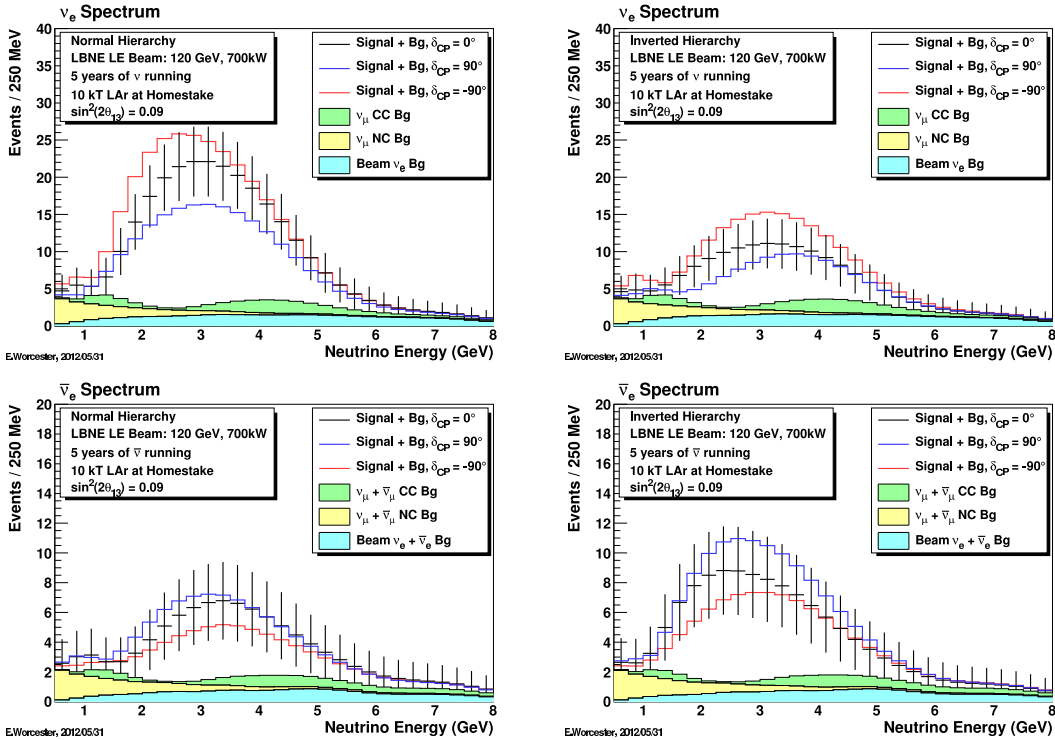 νe Spectrum
Events / 250 MeV
40
35
30
25
20
15
10
5
0
Normal Hierarchy
LBNE LE Beam: 120 GeV, 700kW
5 years of ν running
10 kT LAr at Homestake
sin²(2θ13) = 0.09
Signal + Bg, δCP = 0°
Signal + Bg, δCP = 90°
Signal + Bg, δCP = -90°
νμ CC Bg
νμ NC Bg
Beam νe Bg
1 2 3 4 5 6 7 8
Neutrino Energy (GeV)
E.Worcester, 2012/05/31
νe Spectrum
Events / 250 MeV
40
35
30
25
20
15
10
5
0
Inverted Hierarchy
LBNE LE Beam: 120 GeV, 700kW
5 years of ν running
10 kT LAr at Homestake
sin²(2θ13) = 0.09
Signal + Bg, δCP = 0°
Signal + Bg, δCP = 90°
Signal + Bg, δCP = -90°
νμ CC Bg
νμ NC Bg
Beam νe Bg
1 2 3 4 5 6 7 8
Neutrino Energy (GeV)
E.Worcester, 2012/05/31
ν̅e Spectrum
Events / 250 MeV
20
18
16
14
12
10
8
6
4
2
0
Normal Hierarchy
LBNE LE Beam: 120 GeV, 700kW
5 years of ν̅ running
10 kT LAr at Homestake
sin²(2θ13) = 0.09
Signal + Bg, δCP = 0°
Signal + Bg, δCP = 90°
Signal + Bg, δCP = -90°
νμ + ν̅μ CC Bg
νμ + ν̅μ NC Bg
Beam νe + ν̅e Bg
1 2 3 4 5 6 7 8
Neutrino Energy (GeV)
E.Worcester, 2012/05/31
ν̅e Spectrum
Events / 250 MeV
20
18
16
14
12
10
8
6
4
2
0
Inverted Hierarchy
LBNE LE Beam: 120 GeV, 700kW
5 years of ν̅ running
10 kT LAr at Homestake
sin²(2θ13) = 0.09
Signal + Bg, δCP = 0°
Signal + Bg, δCP = 90°
Signal + Bg, δCP = -90°
νμ + ν̅μ CC Bg
νμ + ν̅μ NC Bg
Beam νe + ν̅e Bg
1 2 3 4 5 6 7 8
Neutrino Energy (GeV)
E.Worcester, 2012/05/31